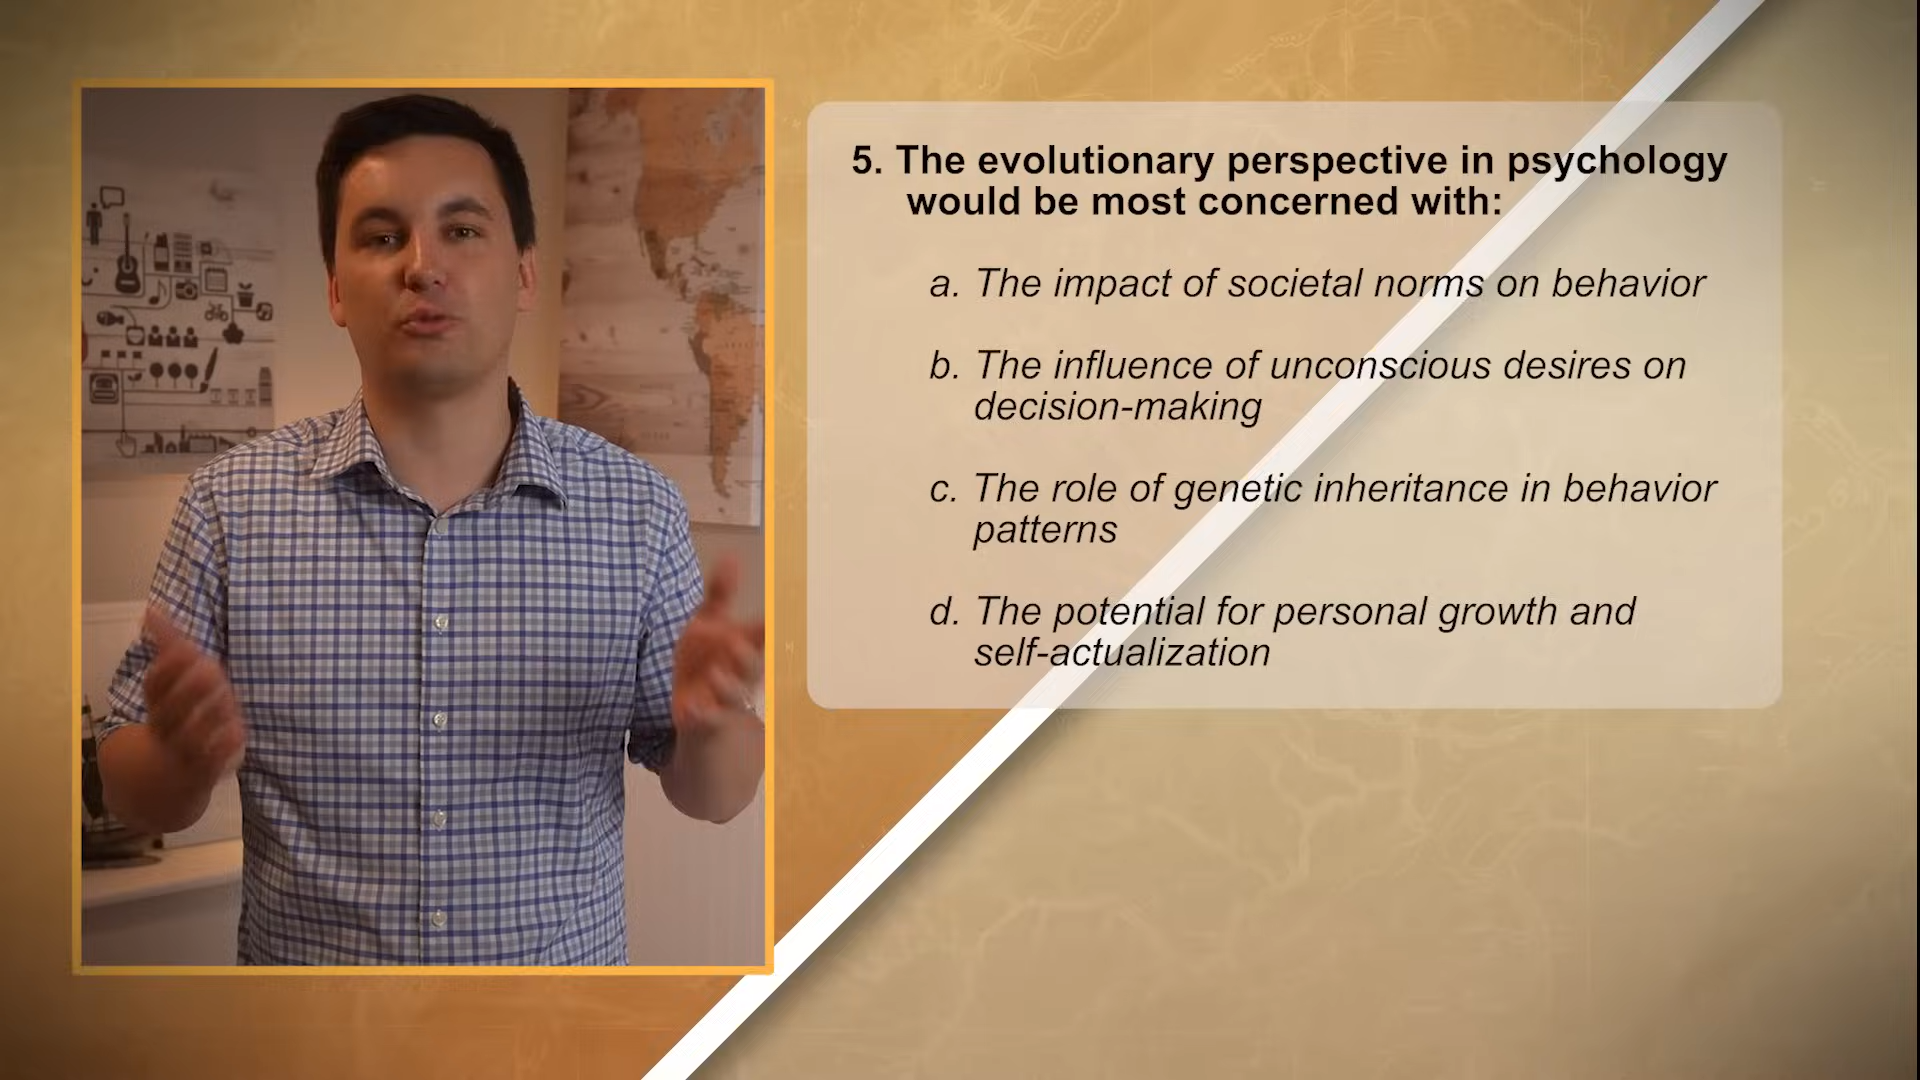 5. The evolutionary perspective in psychology
would be most concerned with:
a. The impact of societal norms on behavior
b. The influence of unconscious desires on
decision-making
c. The role of genetic inheritance in behavior
patterns
d. The potential for personal growth and
self-actualization